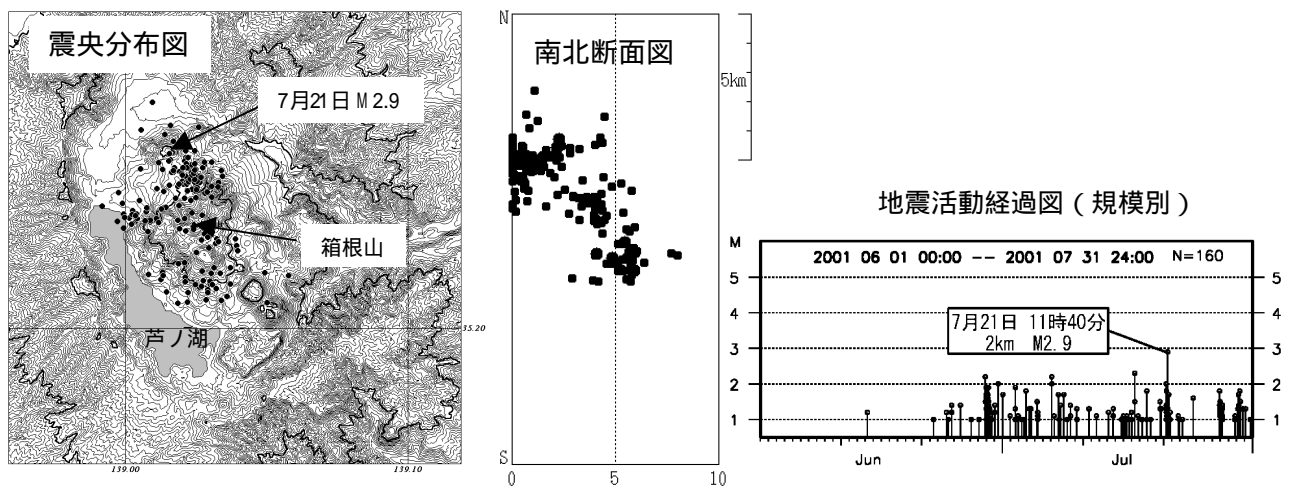 震央分布図
7月21日 M2.9
箱根山
芦ノ湖
35.20
139.00
139.10
南北断面図
N
S
5km
0
5
10
地震活動経過図(規模別)
M
2001 06 01 00:00 -- 2001 07 31 24:00 N=160
5
4
3
2
1
5
4
3
2
1
7月21日 11時40分
2km M2.9
Jun
Jul